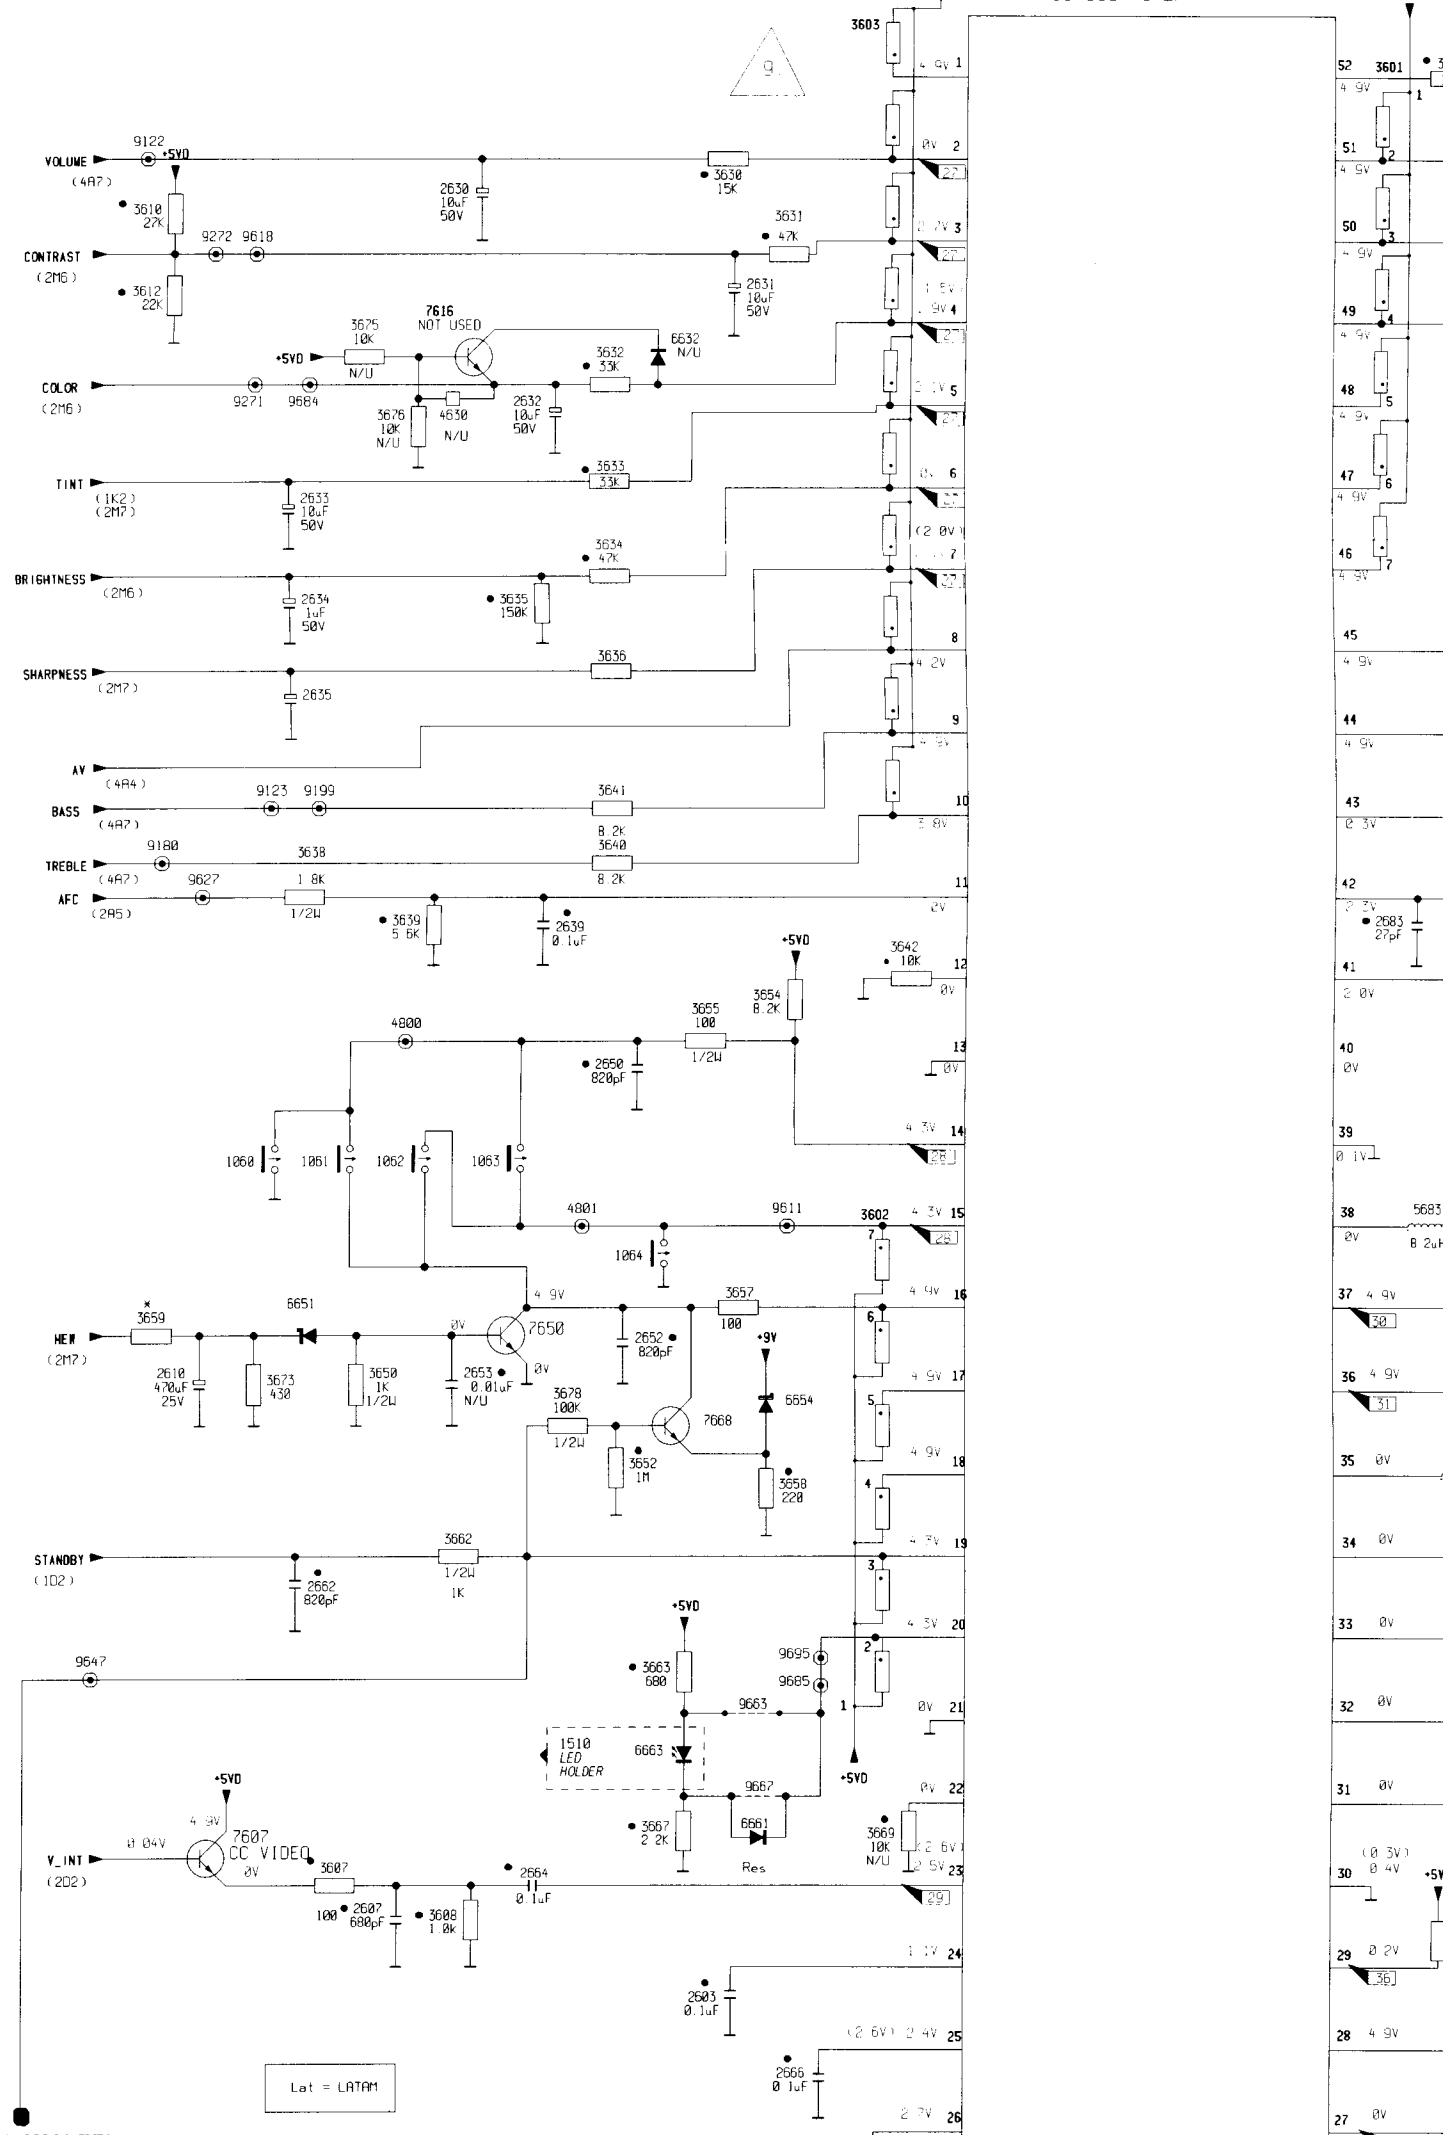 3603
9.
4 9V 1
52 3601
4 9V
1
9122
+5VD
VOLUME
(4A7)
3610
27K
2630
10uF
50V
3630
15K
0V 2
27
51
4 9V
2
CONTRAST
(2M6)
9272 9618
3612
22K
3631
47K
2631
10uF
50V
3
27
50
4 9V
3
7616
NOT USED
3675
10K
N/U
+5VD
6632
N/U
3632
33K
4
27
49
4 9V
4
COLOR
(2M6)
9271 9684
3676
10K
N/U
4630
N/U
2632
10uF
50V
5
27
48
4 9V
5
TINT
(1K2)
(2M7)
2633
10uF
50V
3633
33K
0V 6
27
47
4 9V
6
BRIGHTNESS
(2M6)
2634
1uF
50V
3634
47K
3635
150K
(2 0V)
7
27
46
4 9V
7
SHARPNESS
(2M7)
2635
3636
8
4 2V
45
4 9V
AV
(4A4)
9
4 9V
44
4 9V
BASS
(4A7)
9123 9199
3641
8.2K
10
3 8V
43
0 3V
TREBLE
(4A7)
9180
3640
8.2K
AFC
(2A5)
9627
3638
1 8K
1/2W
3639
5 6K
2639
0.1uF
11
0V
42
2 3V
2683
27pF
+5VD
3642
10K
12
0V
41
2 0V
4800
3655
100
1/2W
3654
8.2K
2650
820pF
13
0V
40
0V
1060 1061 1062 1063
4 3V 14
28
39
0 1V
4801
9611
1064
3602
7
4 3V 15
28
38
0V
5683
8 2uH
3659
6651
NEW
(2M7)
2610
470uF
25V
3673
430
3650
1K
1/2W
0V
2653
0.01uF
N/U
4 9V
7650
0V
2652
820pF
3657
100
+9V
6
4 9V 16
37 4 9V
30
3678
100K
1/2W
7668
6654
3652
1M
3658
220
5
4 9V 17
36 4 9V
31
4
4 9V 18
35 0V
STANDBY
(1D2)
2662
820pF
3662
1/2W
1K
3
4 3V 19
34 0V
9647
+5VD
3663
680
9695
9685
2
4 3V 20
33 0V
1510
LED
HOLDER
6663
9663
1
0V 21
32 0V
+5VD
9667
6661
Res
3667
2 2K
+5VD
3669
10K
N/U
0V 22
31 0V
4 9V
V_INT
(2D2)
0 04V
7607
CC VIDEO
0V
3607
100
2607
680pF
3608
1.0k
2664
0.1uF
(2 6V)
2 5V 23
29
(0 3V)
30 0 4V
+5V
2603
0.1uF
1 1V 24
29 0 2V
36
2666
0 1uF
(2 6V) 2 4V 25
28 4 9V
Lat = LATAM
2 7V 26
27 0V